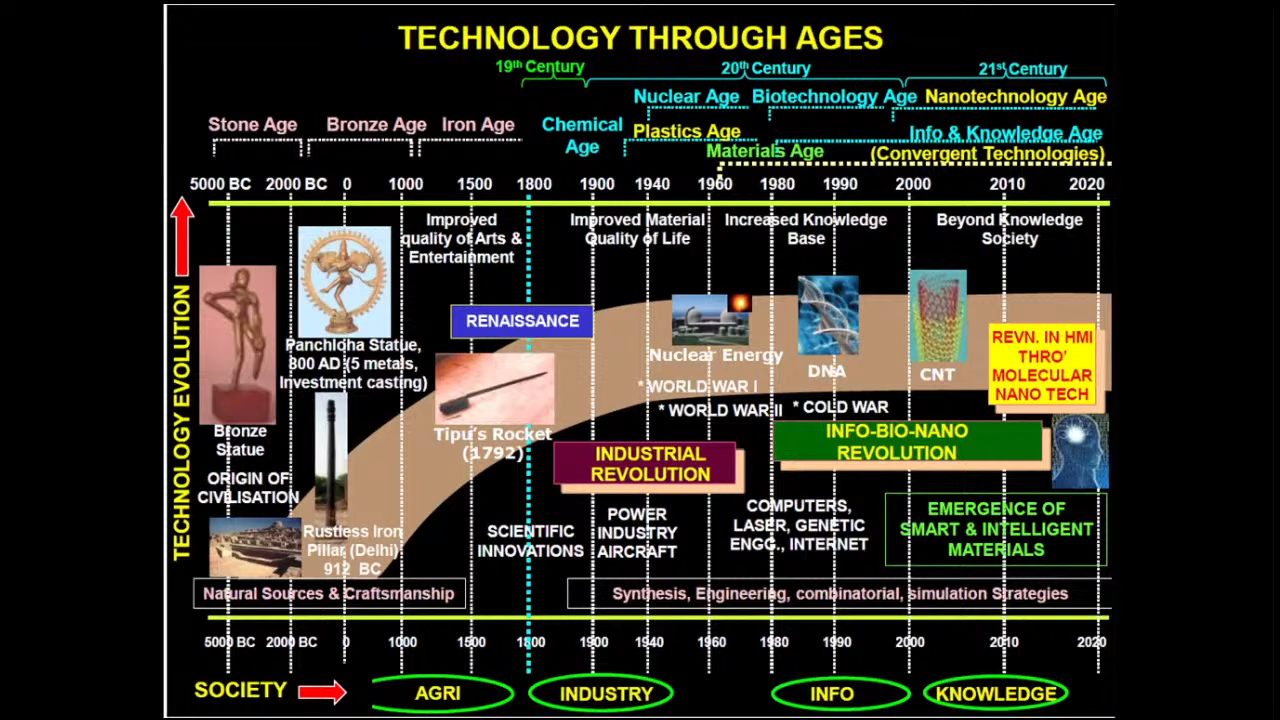 TECHNOLOGY THROUGH AGES
19th Century
20th Century
21st Century
Nuclear Age
Biotechnology Age
Nanotechnology Age
Stone Age
Bronze Age
Iron Age
Chemical
Age
Plastics Age
Info & Knowledge Age
Materials Age
(Convergent Technologies)
5000 BC 2000 BC 0 1000 1500 1800 1900 1940 1960 1980 1990 2000 2010 2020
TECHNOLOGY EVOLUTION
Improved
quality of Arts &
Entertainment
Improved Material
Quality of Life
Increased Knowledge
Base
Beyond Knowledge
Society
RENAISSANCE
Panchloha Statue,
800 AD (5 metals,
Investment casting)
Nuclear Energy
DNA
CNT
REVN. IN HMI
THRO'
MOLECULAR
NANO TECH
* WORLD WAR I
* WORLD WAR II
* COLD WAR
Bronze
Statue
Tipu's Rocket
(1792)
INDUSTRIAL
REVOLUTION
INFO-BIO-NANO
REVOLUTION
ORIGIN OF
CIVILISATION
Rustless Iron
Pillar (Delhi)
912 BC
SCIENTIFIC
INNOVATIONS
POWER
INDUSTRY
AIRCRAFT
COMPUTERS,
LASER, GENETIC
ENGG., INTERNET
EMERGENCE OF
SMART & INTELLIGENT
MATERIALS
Natural Sources & Craftsmanship
Synthesis, Engineering, combinatorial, simulation Strategies
5000 BC 2000 BC 0 1000 1500 1800 1900 1940 1960 1980 1990 2000 2010 2020
SOCIETY
AGRI
INDUSTRY
INFO
KNOWLEDGE